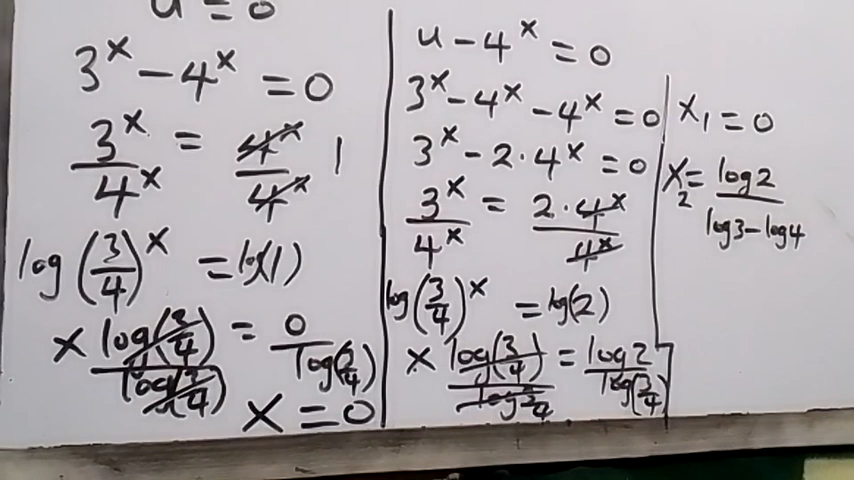 u = 0
3^x - 4^x = 0
3^x/4^x = 4^x/4^x 1
log(3/4)^x = log(1)
x log(3/4)/log(3/4) = 0/log(3/4)
x = 0
u - 4^x = 0
3^x - 4^x - 4^x = 0
3^x - 2 · 4^x = 0
3^x/4^x = 2 · 4^x/4^x
log(3/4)^x = log(2)
x log(3/4)/log 3/4 = log 2/log(3/4)
x_1 = 0
x_2 = log 2/log 3 - log 4